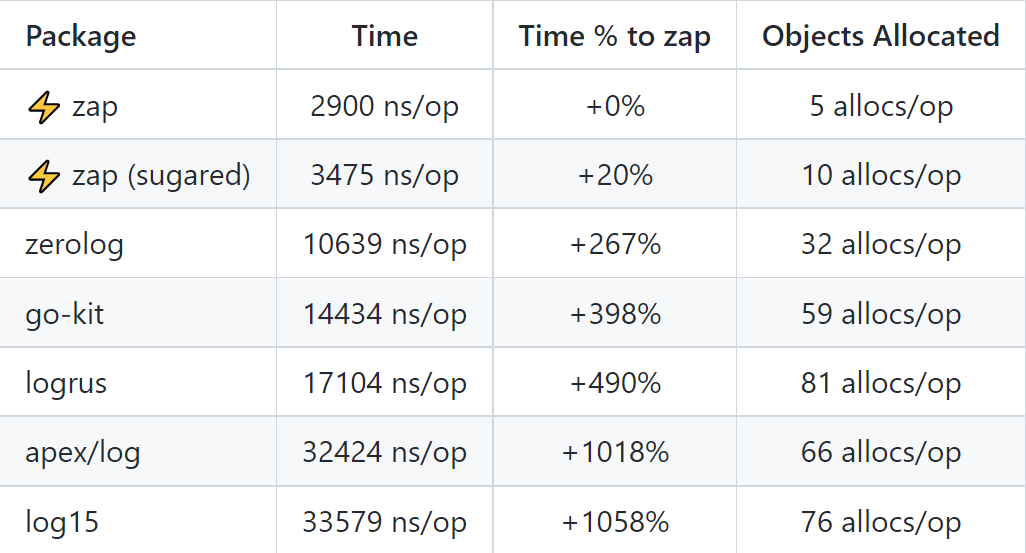 Package Time Time % to zap Objects Allocated
⚡ zap 2900 ns/op +0% 5 allocs/op
⚡ zap (sugared) 3475 ns/op +20% 10 allocs/op
zerolog 10639 ns/op +267% 32 allocs/op
go-kit 14434 ns/op +398% 59 allocs/op
logrus 17104 ns/op +490% 81 allocs/op
apex/log 32424 ns/op +1018% 66 allocs/op
log15 33579 ns/op +1058% 76 allocs/op